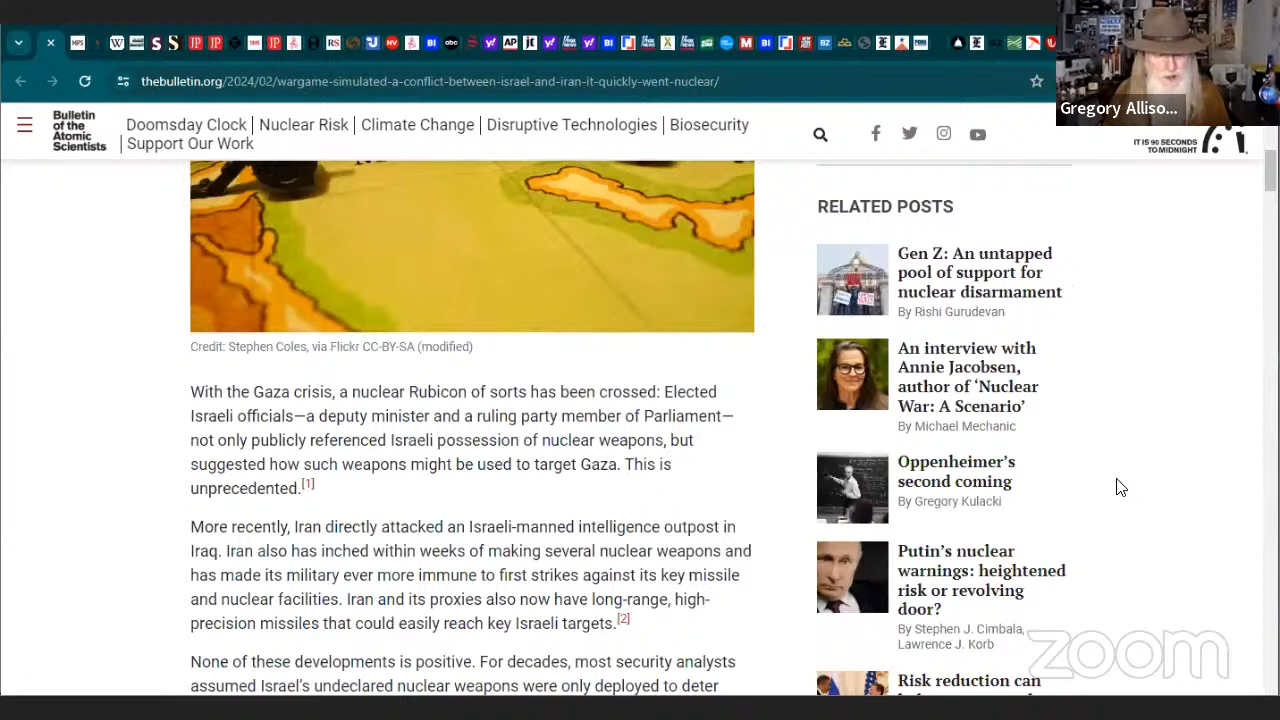 thebulletin.org/2024/02/wargame-simulated-a-conflict-between-israel-and-iran-it-quickly-went-nuclear/
Gregory Alliso...
Bulletin
of the
Atomic
Scientists
Doomsday Clock | Nuclear Risk | Climate Change | Disruptive Technologies | Biosecurity
| Support Our Work
IT IS 90 SECONDS
TO MIDNIGHT
Credit: Stephen Coles, via Flickr CC-BY-SA (modified)
With the Gaza crisis, a nuclear Rubicon of sorts has been crossed: Elected
Israeli officials—a deputy minister and a ruling party member of Parliament—
not only publicly referenced Israeli possession of nuclear weapons, but
suggested how such weapons might be used to target Gaza. This is
unprecedented.[1]
More recently, Iran directly attacked an Israeli-manned intelligence outpost in
Iraq. Iran also has inched within weeks of making several nuclear weapons and
has made its military ever more immune to first strikes against its key missile
and nuclear facilities. Iran and its proxies also now have long-range, high-
precision missiles that could easily reach key Israeli targets.[2]
None of these developments is positive. For decades, most security analysts
assumed Israel's undeclared nuclear weapons were only deployed to deter
RELATED POSTS
Gen Z: An untapped
pool of support for
nuclear disarmament
By Rishi Gurudevan
An interview with
Annie Jacobsen,
author of ‘Nuclear
War: A Scenario’
By Michael Mechanic
Oppenheimer’s
second coming
By Gregory Kulacki
Putin’s nuclear
warnings: heightened
risk or revolving
door?
By Stephen J. Cimbala,
Lawrence J. Korb
Risk reduction can
zoom